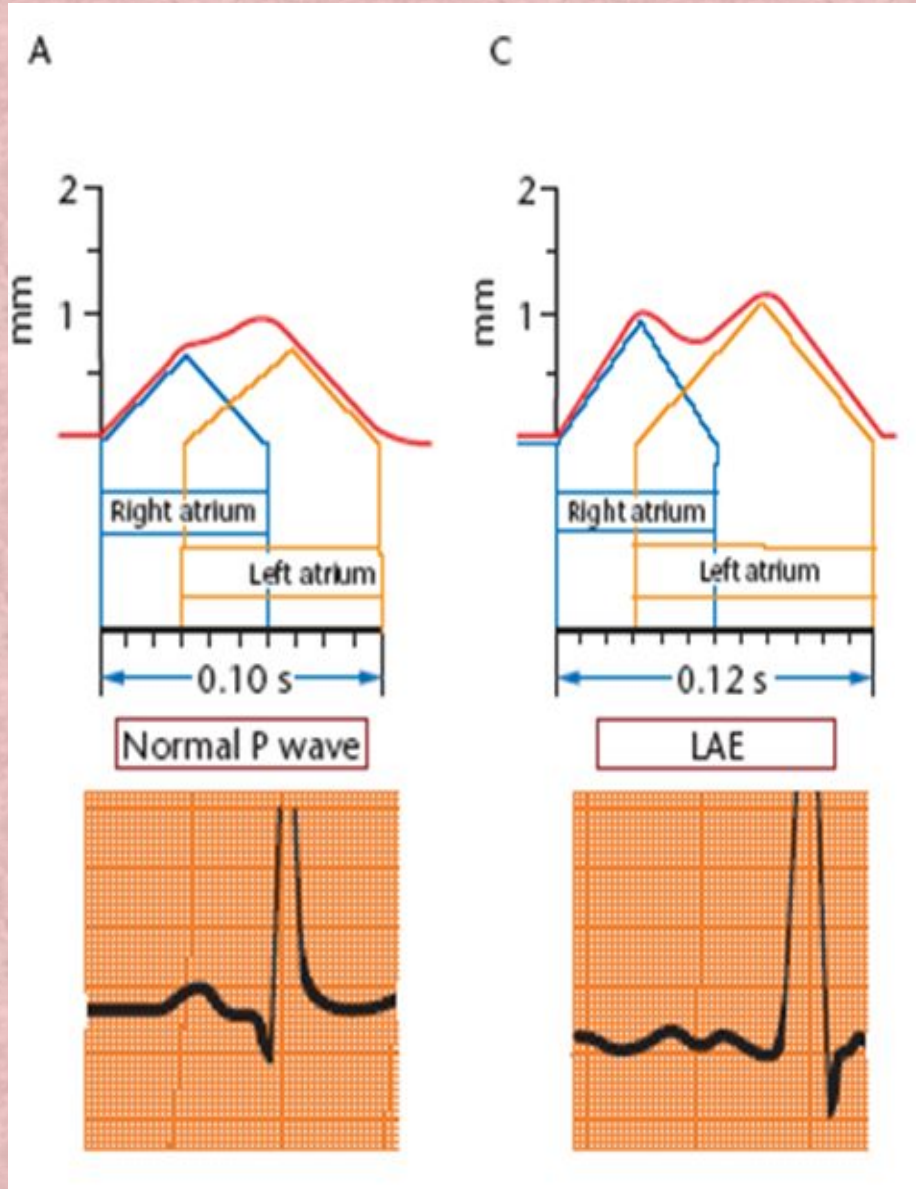 A
2
1
mm
Right atrium
Left atrium
0.10 s
Normal P wave
C
2
1
mm
Right atrium
Left atrium
0.12 s
LAE